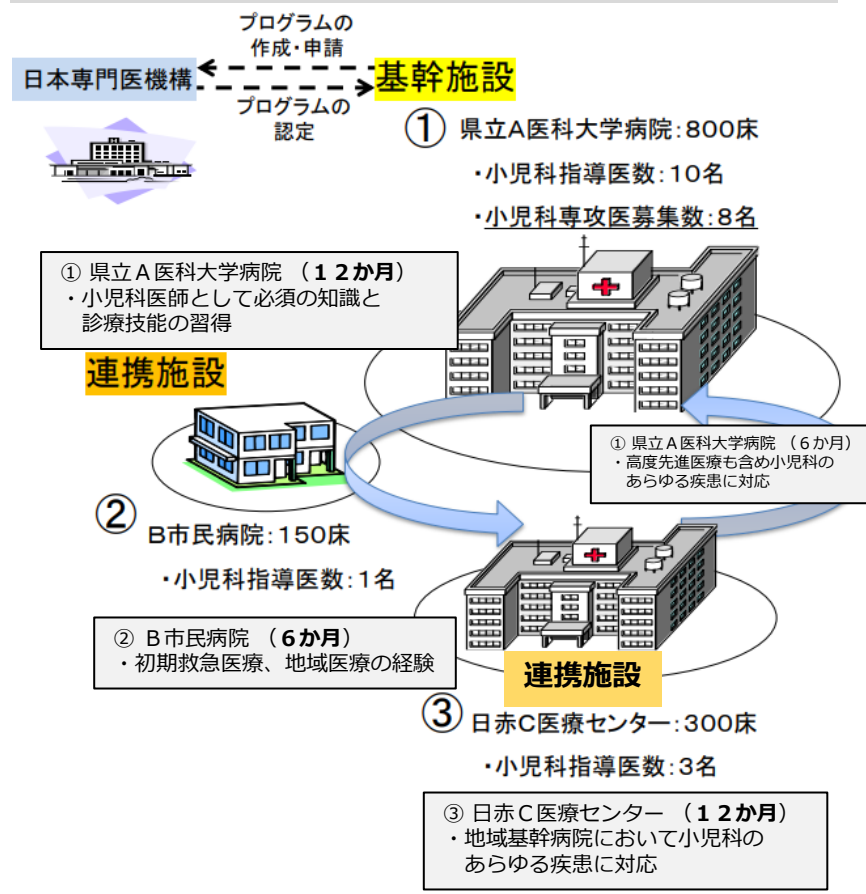 プログラムの
作成・申請
日本専門医機構
基幹施設
プログラムの
認定
① 県立A医科大学病院：800床
・小児科指導医数：10名
・小児科専攻医募集数：8名
① 県立Ａ医科大学病院 （１２か月）
・小児科医師として必須の知識と
診療技能の習得
連携施設
① 県立Ａ医科大学病院 （６か月）
・高度先進医療も含め小児科の
あらゆる疾患に対応
②
B市民病院：150床
・小児科指導医数：1名
② Ｂ市民病院 （６か月）
・初期救急医療、地域医療の経験
連携施設
③ 日赤C医療センター：300床
・小児科指導医数：3名
③ 日赤Ｃ医療センター （１２か月）
・地域基幹病院において小児科の
あらゆる疾患に対応